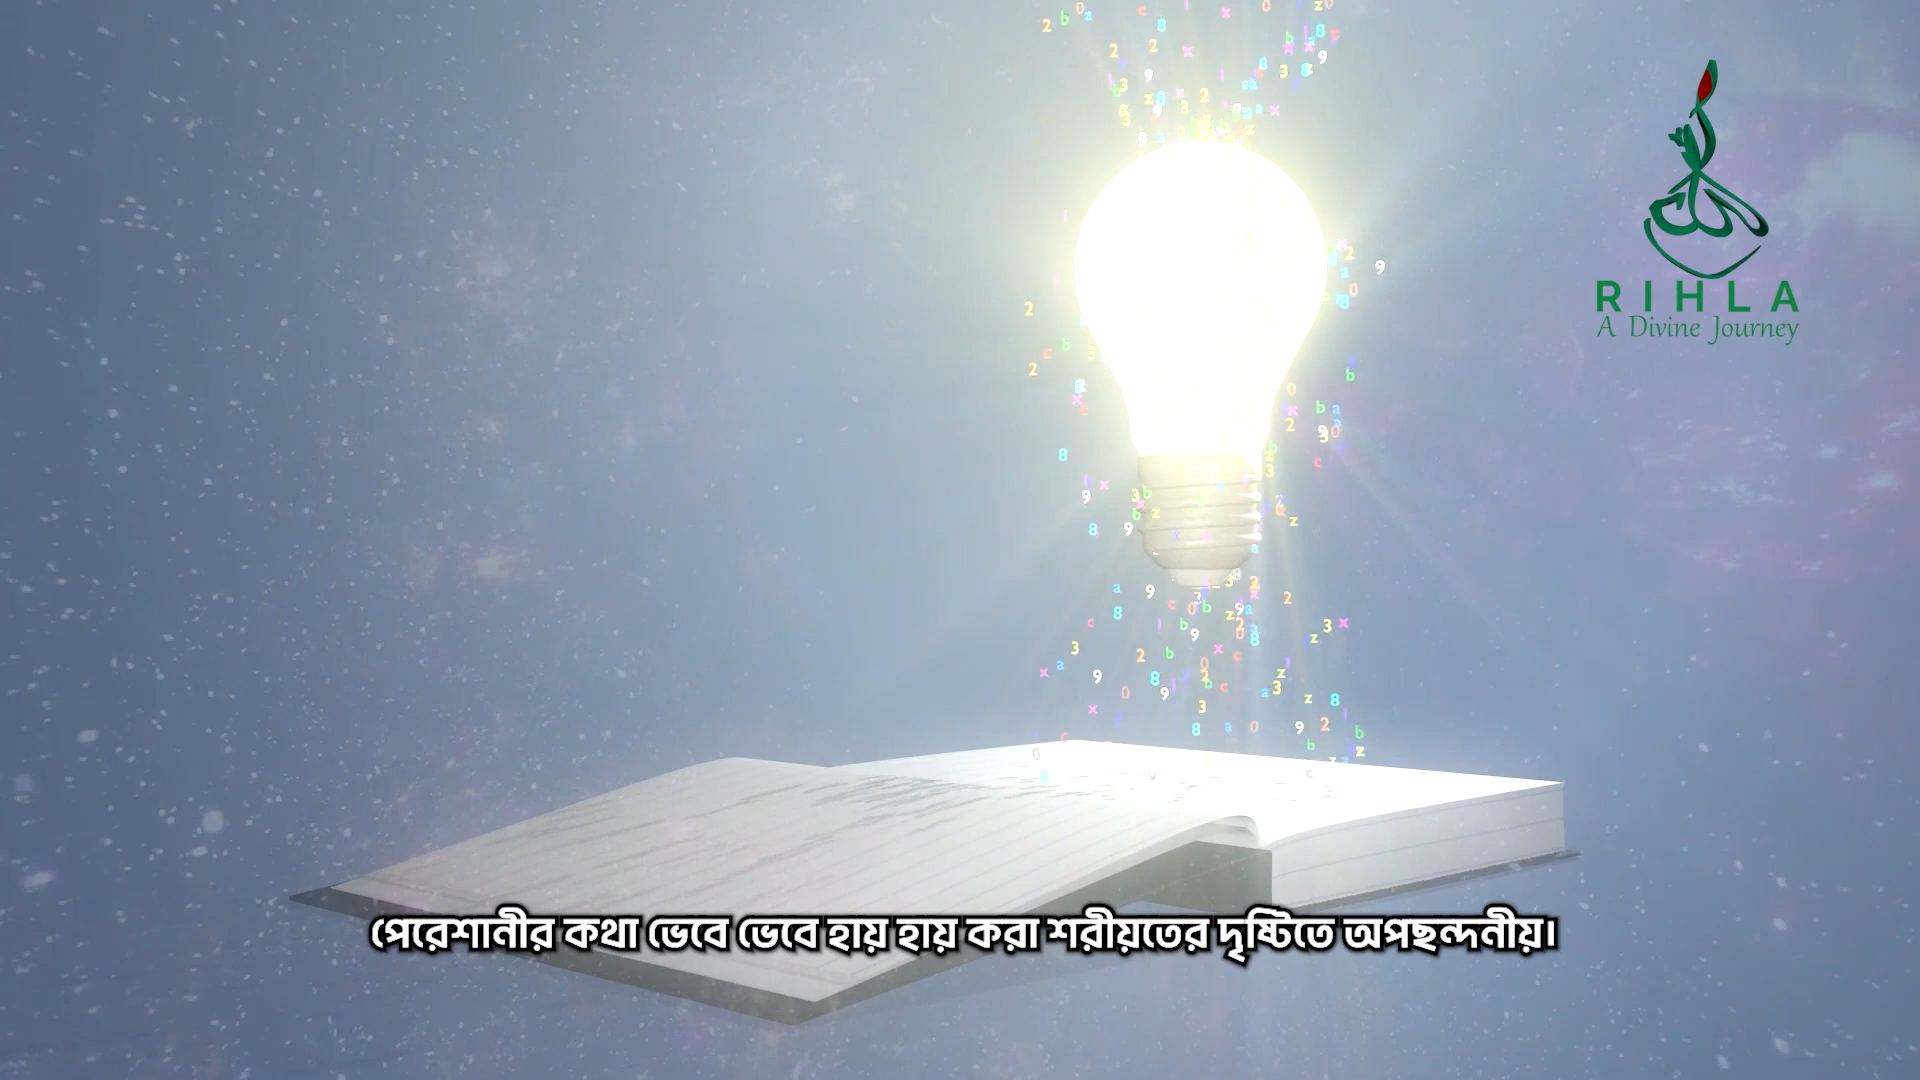 RIHLA
A Divine Journey
পেরেশানীর কথা ভেবে ভেবে হায় হায় করা শরীয়তের দৃষ্টিতে অপছন্দনীয়।